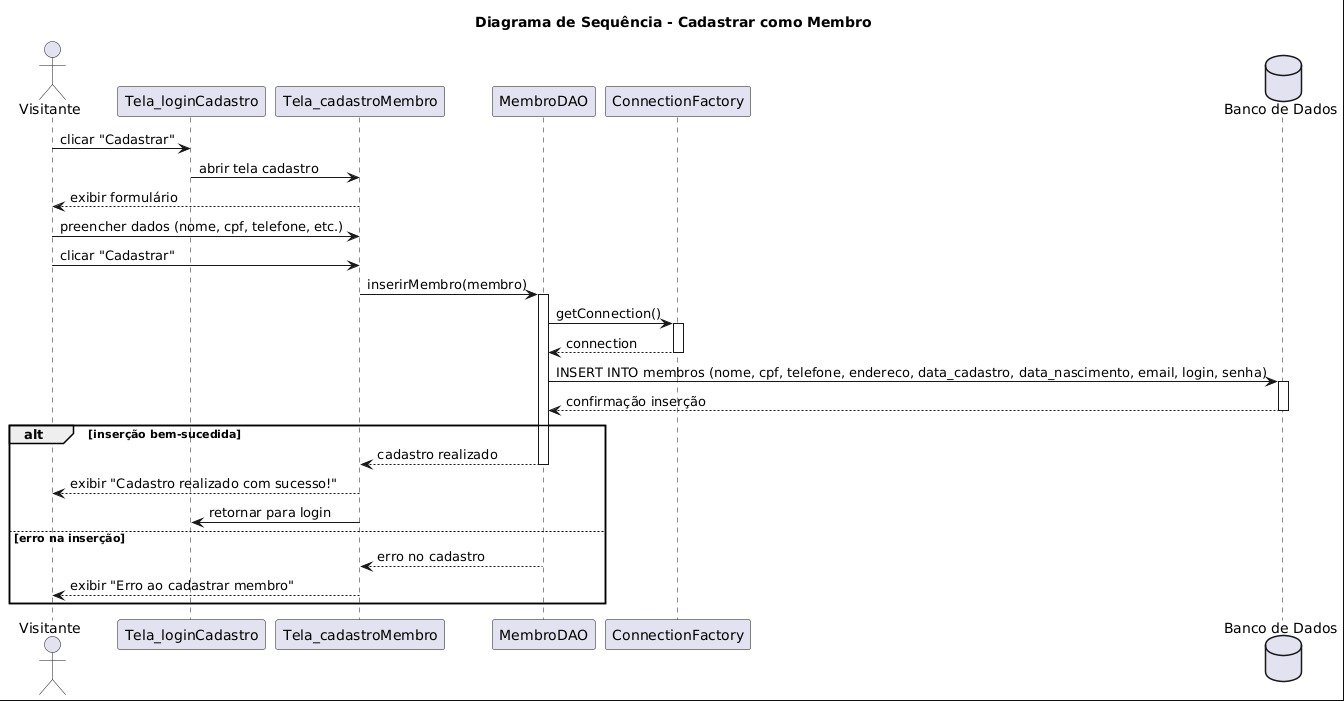 Diagrama de Sequência - Cadastrar como Membro
Visitante
Tela_loginCadastro
Tela_cadastroMembro
MembroDAO
ConnectionFactory
Banco de Dados
clicar "Cadastrar"
abrir tela cadastro
exibir formulário
preencher dados (nome, cpf, telefone, etc.)
clicar "Cadastrar"
inserirMembro(membro)
getConnection()
connection
INSERT INTO membros (nome, cpf, telefone, endereco, data_cadastro, data_nascimento, email, login, senha)
confirmação inserção
alt
[inserção bem-sucedida]
cadastro realizado
exibir "Cadastro realizado com sucesso!"
retornar para login
[erro na inserção]
erro no cadastro
exibir "Erro ao cadastrar membro"
Visitante
Tela_loginCadastro
Tela_cadastroMembro
MembroDAO
ConnectionFactory
Banco de Dados